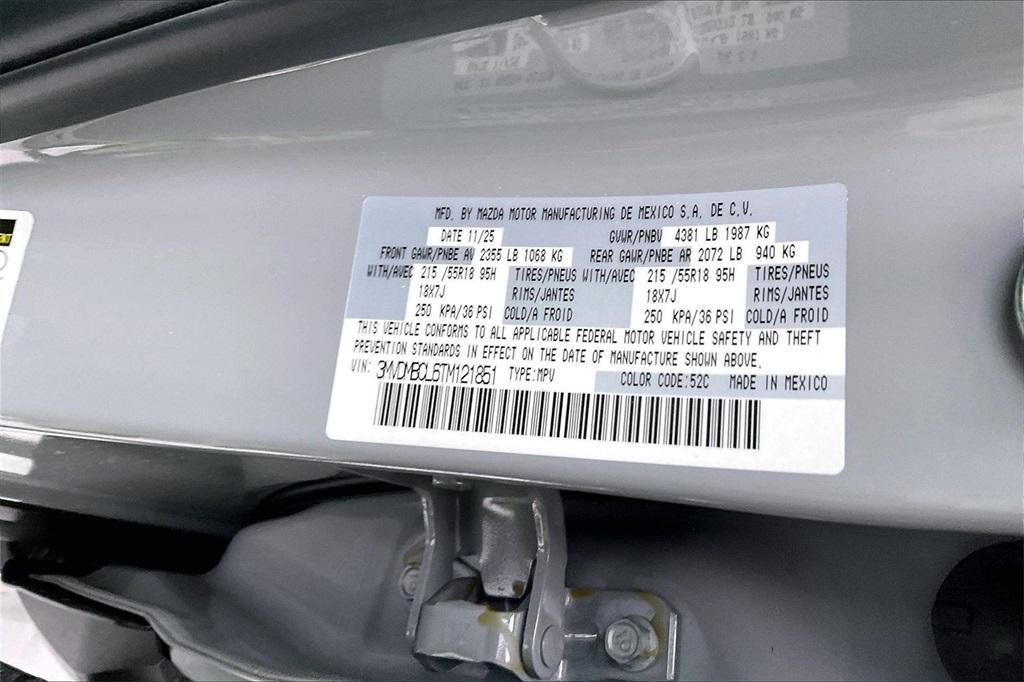 MFD. BY MAZDA MOTOR MANUFACTURING DE MEXICO S.A. DE C.V.
DATE 11/25 GVWR/PNBV 4381 LB 1987 KG
FRONT GAWR/PNBE AV 2355 LB 1068 KG REAR GAWR/PNBE AR 2072 LB 940 KG
WITH/AVEC 215 /55R18 95H TIRES/PNEUS WITH/AVEC 215 /55R18 95H TIRES/PNEUS
18X7J RIMS/JANTES 18X7J RIMS/JANTES
250 KPA/36 PSI COLD/A FROID 250 KPA/36 PSI COLD/A FROID
THIS VEHICLE CONFORMS TO ALL APPLICABLE FEDERAL MOTOR VEHICLE SAFETY AND THEFT
PREVENTION STANDARDS IN EFFECT ON THE DATE OF MANUFACTURE SHOWN ABOVE.
VIN: 3MVDMBCL6TM121851 TYPE:MPV COLOR CODE:52C MADE IN MEXICO